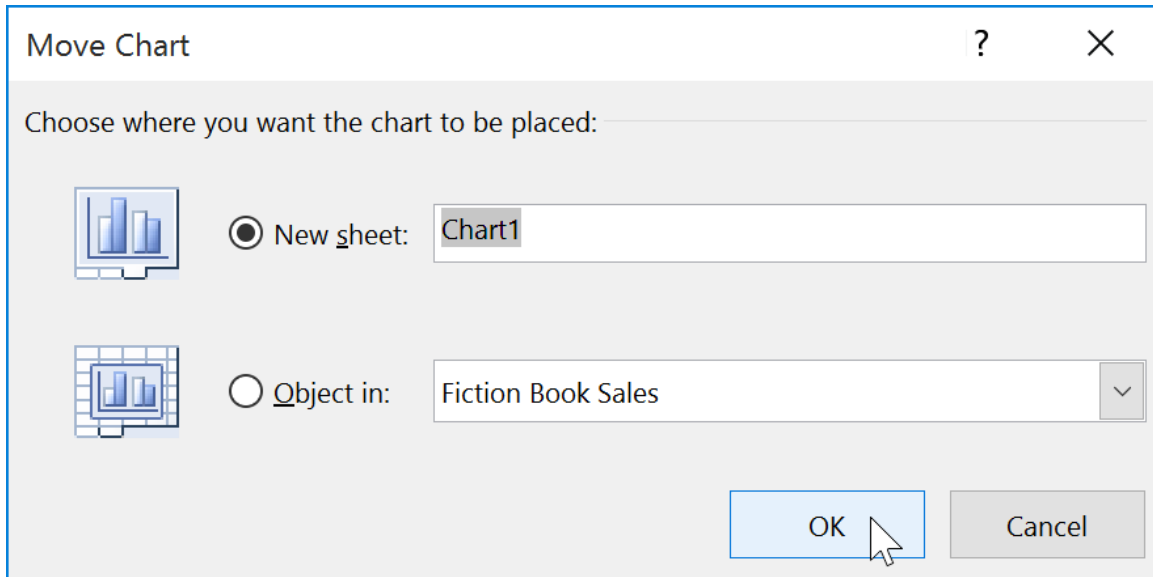 Move Chart ?
Choose where you want the chart to be placed:
New sheet: Chart1
Object in: Fiction Book Sales
OK Cancel